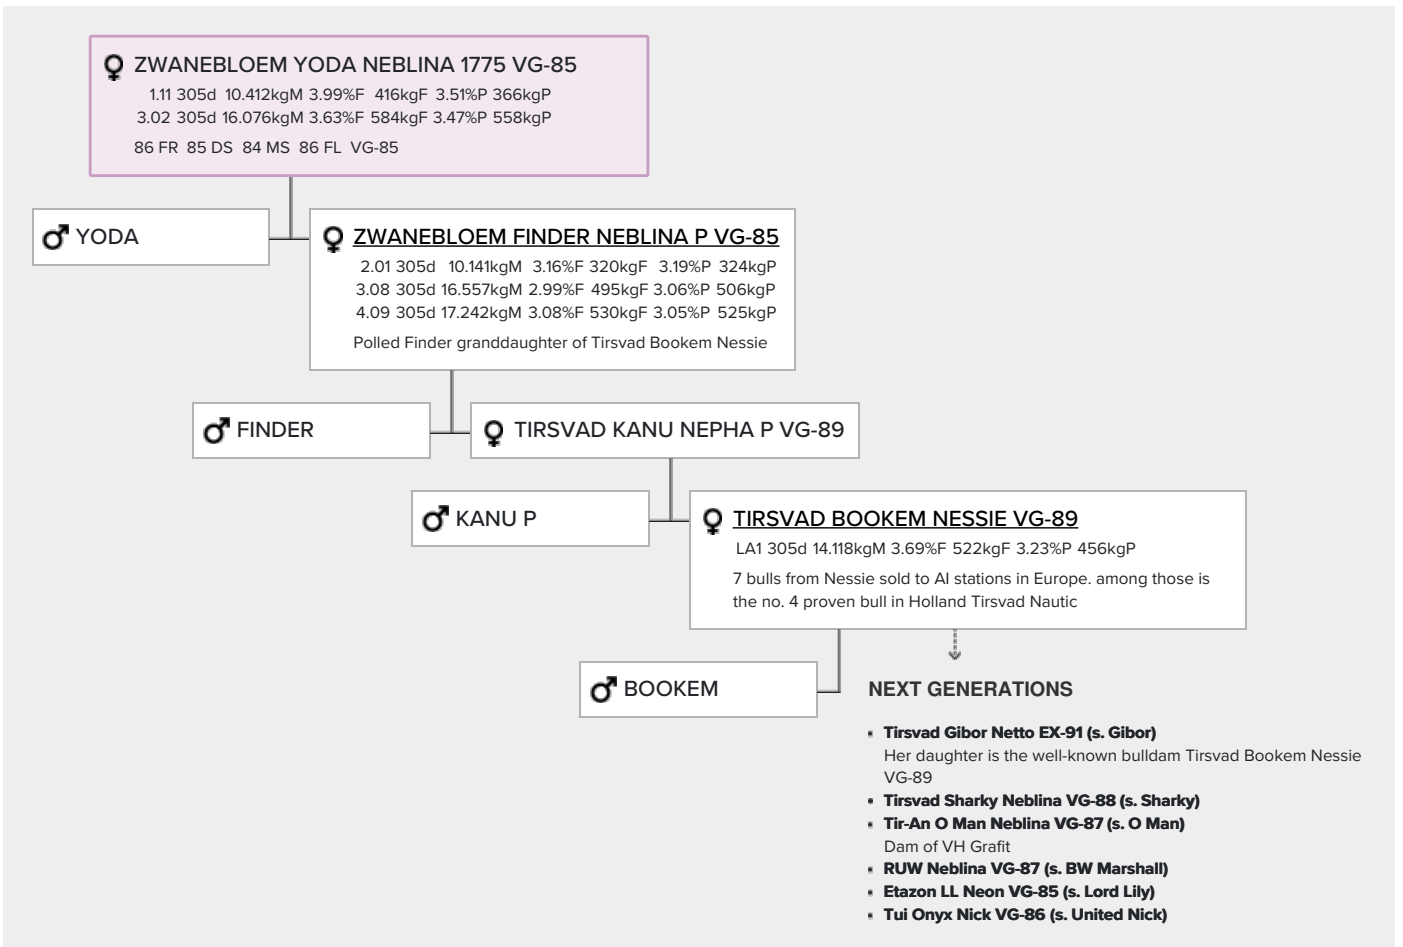 ZWANEBLOEM YODA NEBLINA 1775 VG-85
1.11 305d 10.412kgM 3.99%F 416kgF 3.51%P 366kgP
3.02 305d 16.076kgM 3.63%F 584kgF 3.47%P 558kgP
86 FR 85 DS 84 MS 86 FL VG-85
YODA
ZWANEBLOEM FINDER NEBLINA P VG-85
2.01 305d 10.141kgM 3.16%F 320kgF 3.19%P 324kgP
3.08 305d 16.557kgM 2.99%F 495kgF 3.06%P 506kgP
4.09 305d 17.242kgM 3.08%F 530kgF 3.05%P 525kgP
Polled Finder granddaughter of Tirsvad Bookem Nessie
FINDER
TIRSVAD KANU NEPHA P VG-89
KANU P
TIRSVAD BOOKEM NESSIE VG-89
LA1 305d 14.118kgM 3.69%F 522kgF 3.23%P 456kgP
7 bulls from Nessie sold to AI stations in Europe. among those is
the no. 4 proven bull in Holland Tirsvad Nautic
BOOKEM
NEXT GENERATIONS
Tirsvad Gibor Netto EX-91 (s. Gibor)
Her daughter is the well-known bulldam Tirsvad Bookem Nessie
VG-89
Tirsvad Sharky Neblina VG-88 (s. Sharky)
Tir-An O Man Neblina VG-87 (s. O Man)
Dam of VH Grafit
RUW Neblina VG-87 (s. BW Marshall)
Etazon LL Neon VG-85 (s. Lord Lily)
Tui Onyx Nick VG-86 (s. United Nick)